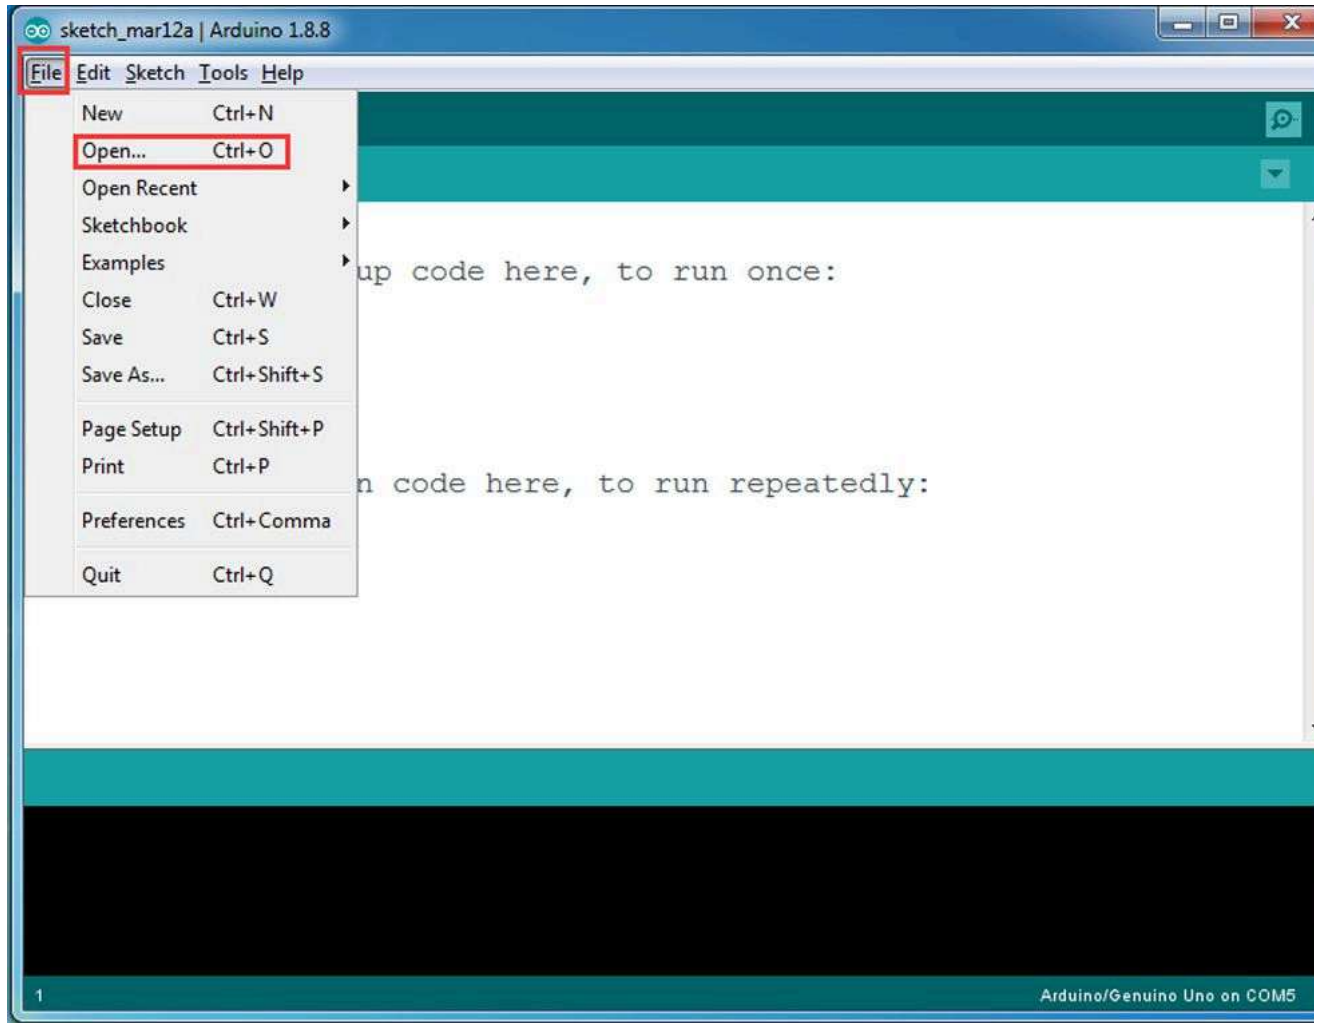 sketch_mar12a | Arduino 1.8.8
File Edit Sketch Tools Help
New Ctrl+N
Open... Ctrl+O
Open Recent
Sketchbook
Examples
up code here, to run once:
Close Ctrl+W
Save Ctrl+S
Save As... Ctrl+Shift+S
Page Setup Ctrl+Shift+P
Print Ctrl+P
n code here, to run repeatedly:
Preferences Ctrl+Comma
Quit Ctrl+Q
1 Arduino/Genuino Uno on COM5